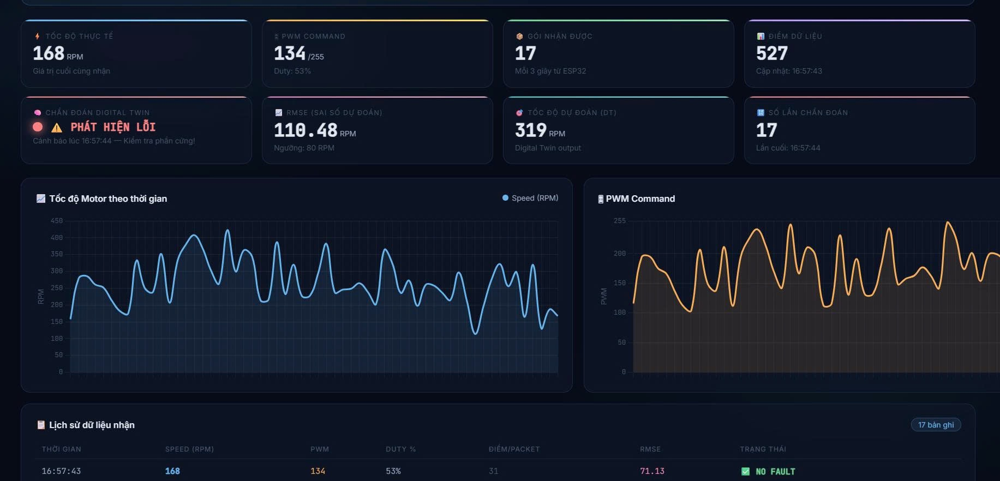 TỐC ĐỘ THỰC TẾ
168 RPM
Giá trị cuối cùng nhận
PWM COMMAND
134 /255
Duty: 53%
GÓI NHẬN ĐƯỢC
17
Mỗi 3 giây từ ESP32
ĐIỂM DỮ LIỆU
527
Cập nhật: 16:57:43
CHẨN ĐOÁN DIGITAL TWIN
PHÁT HIỆN LỖI
Cảnh báo lúc 16:57:44 — Kiểm tra phần cứng!
RMSE (SAI SỐ DỰ ĐOÁN)
110.48 RPM
Ngưỡng: 80 RPM
TỐC ĐỘ DỰ ĐOÁN (DT)
319 RPM
Digital Twin output
SỐ LẦN CHẨN ĐOÁN
17
Lần cuối: 16:57:44
Tốc độ Motor theo thời gian
Speed (RPM)
450
400
350
300
250
200
150
100
50
0
RPM
PWM Command
255
200
150
100
50
0
PWM
Lịch sử dữ liệu nhận
17 bản ghi
THỜI GIAN SPEED (RPM) PWM DUTY % ĐIỂM/PACKET RMSE TRẠNG THÁI
16:57:43 168 134 53% 31 71.13 NO FAULT